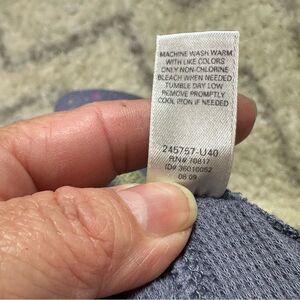 MACHINE WASH WARM
WITH LIKE COLORS
ONLY NON-CHLORINE
BLEACH WHEN NEEDED
TUMBLE DRY LOW
REMOVE PROMPTLY
COOL IRON IF NEEDED
245757-U40
RN# 70817
ID# 36010052
08 09